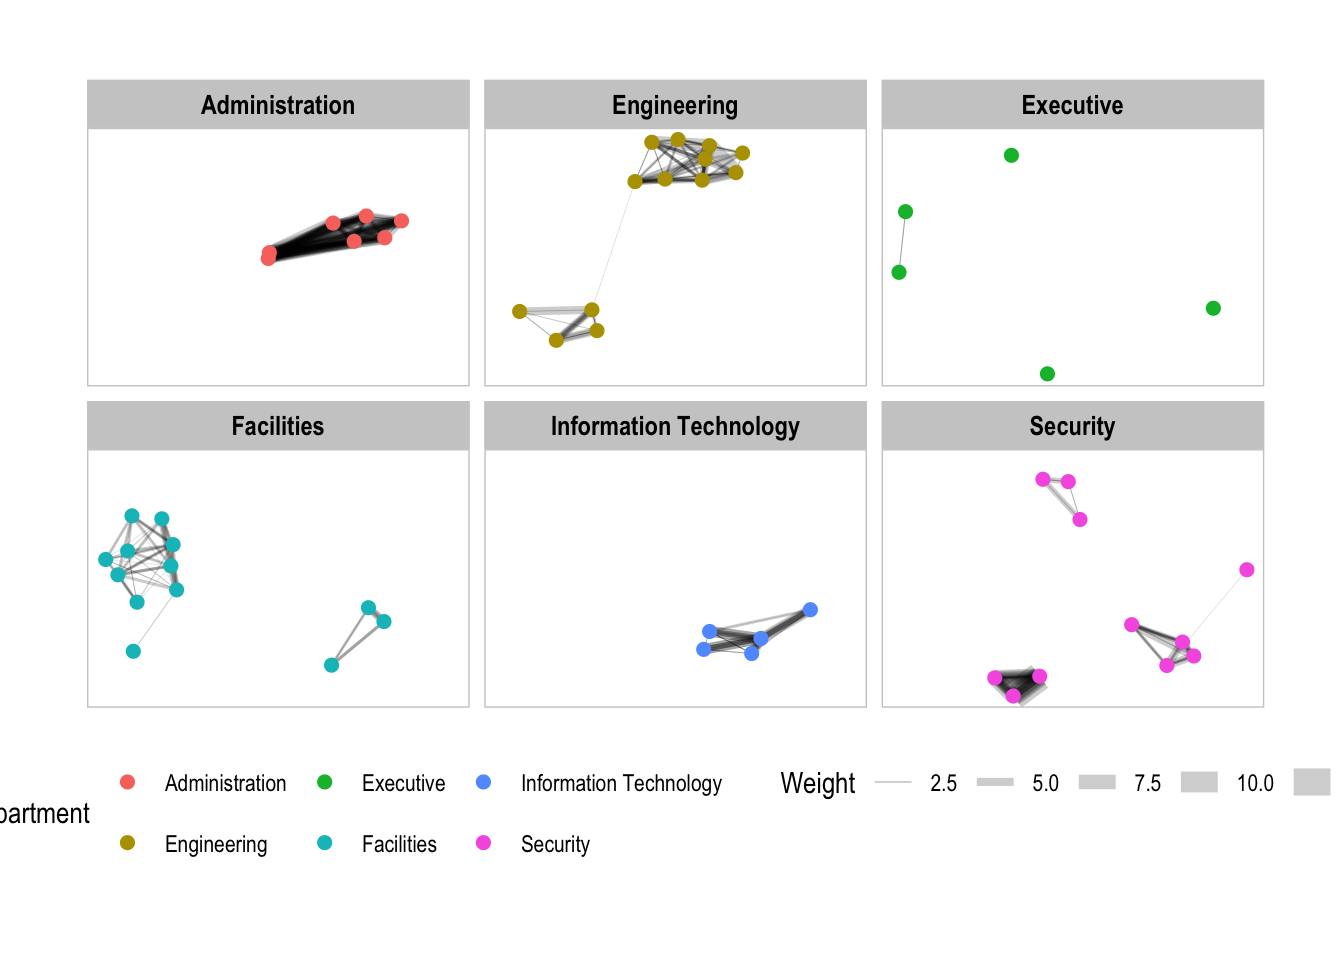 Administration Engineering Executive
Facilities Information Technology Security
Administration Executive Information Technology Weight 2.5 5.0 7.5 10.0
partment
Engineering Facilities Security